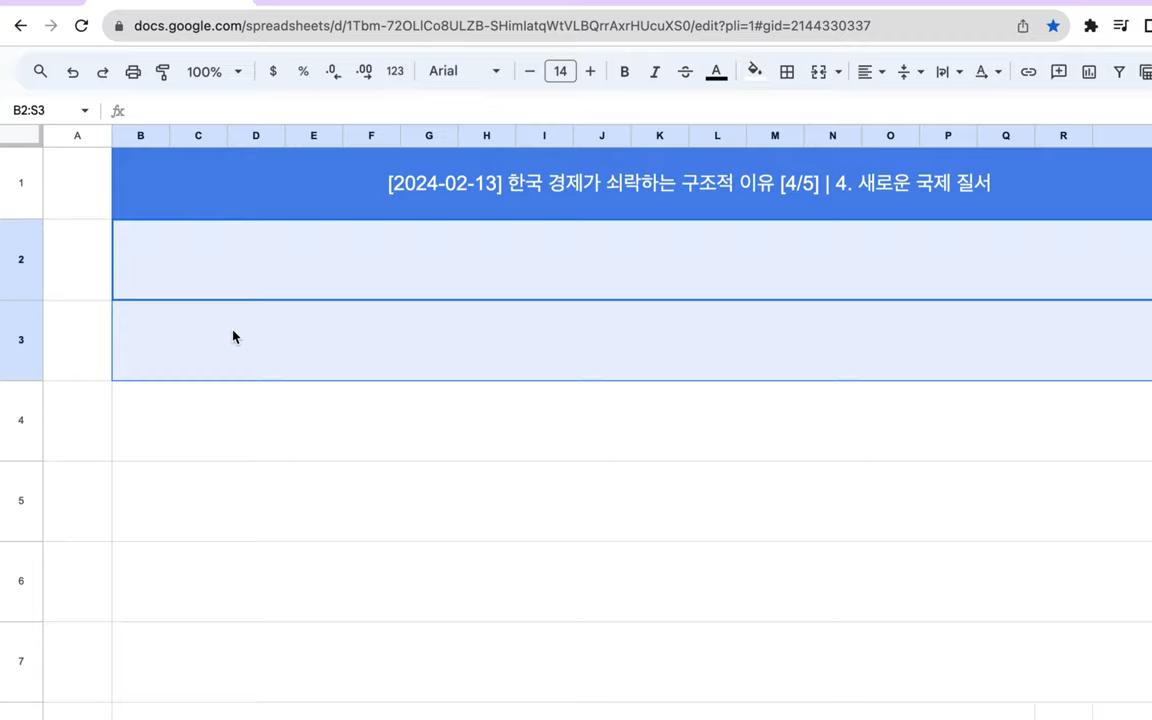 docs.google.com/spreadsheets/d/1Tbm-72OLlCo8ULZB-SHimIatqWtVLBQrrAxrHUcuXS0/edit?pli=1#gid=2144330337
100% $ % .0 .00 123 Arial 14 B I A
B2:S3 fx
A B C D E F G H I J K L M N O P Q R
1 [2024-02-13] 한국 경제가 쇠락하는 구조적 이유 [4/5] | 4. 새로운 국제 질서
2
3
4
5
6
7